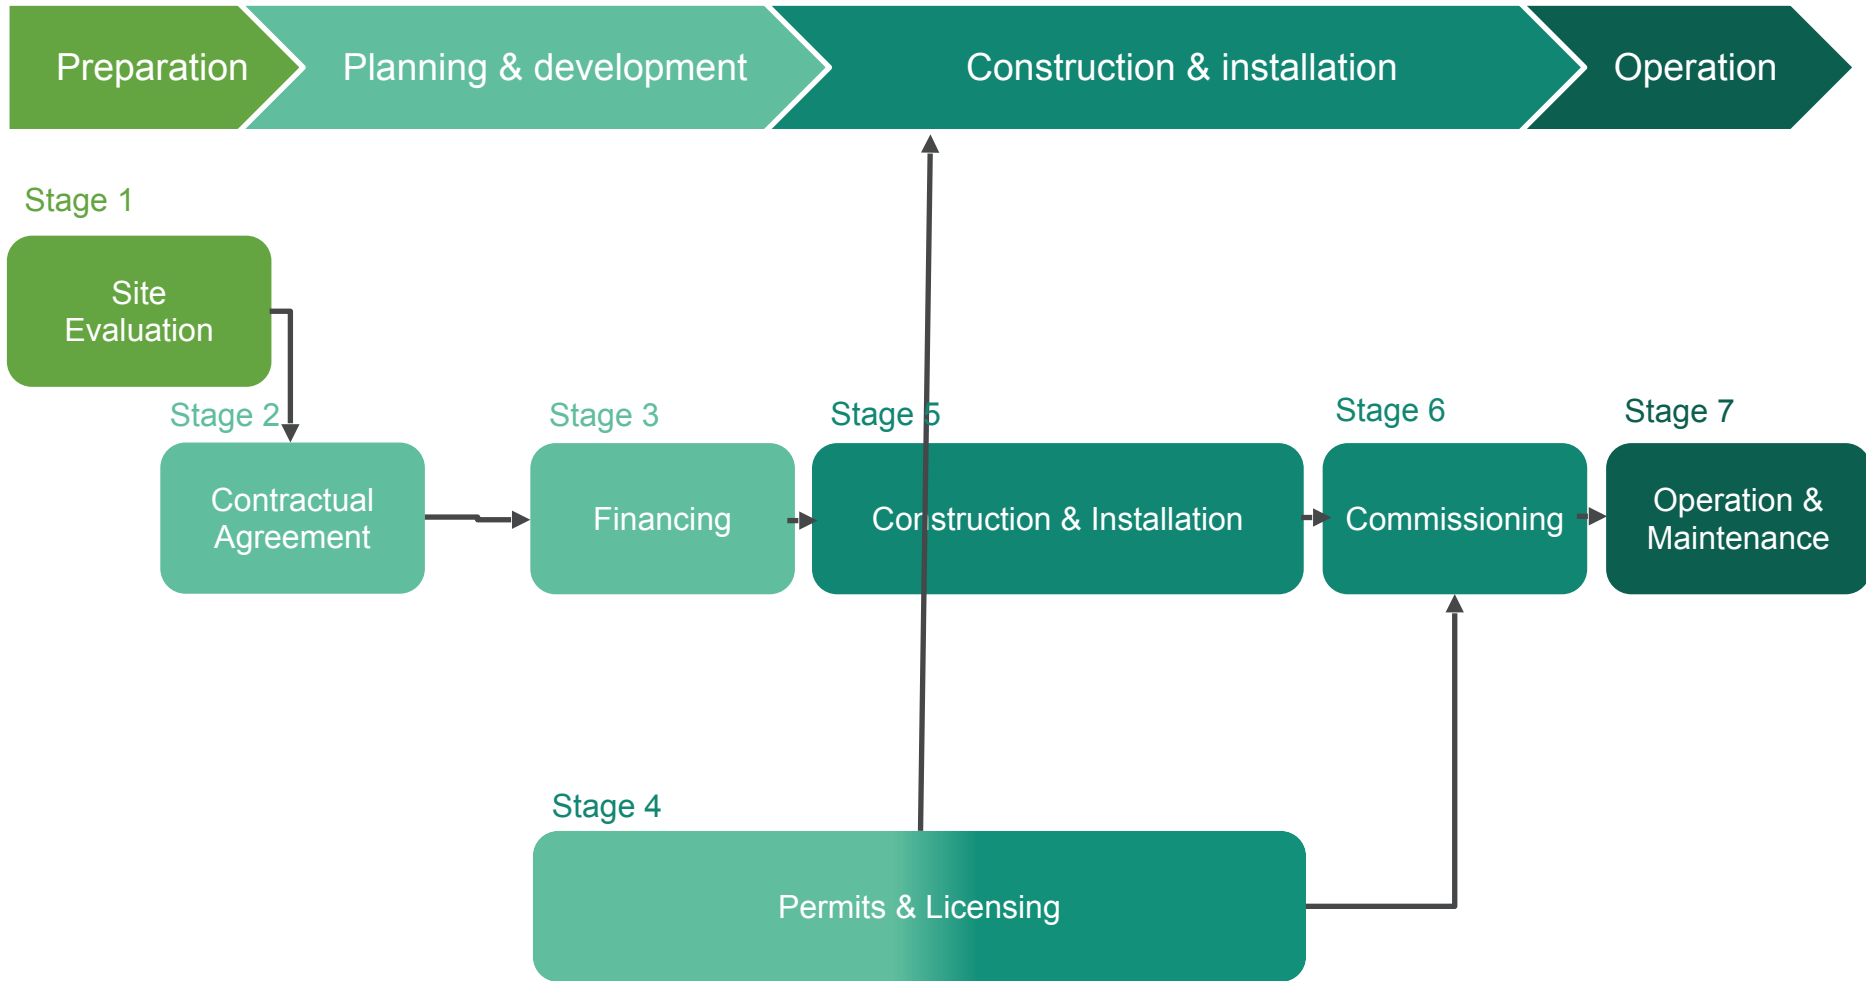 Preparation
Planning & development
Construction & installation
Operation
Stage 1
Site
Evaluation
Stage 2
Contractual
Agreement
Stage 3
Financing
Stage 5
Construction & Installation
Stage 6
Commissioning
Stage 7
Operation &
Maintenance
Stage 4
Permits & Licensing